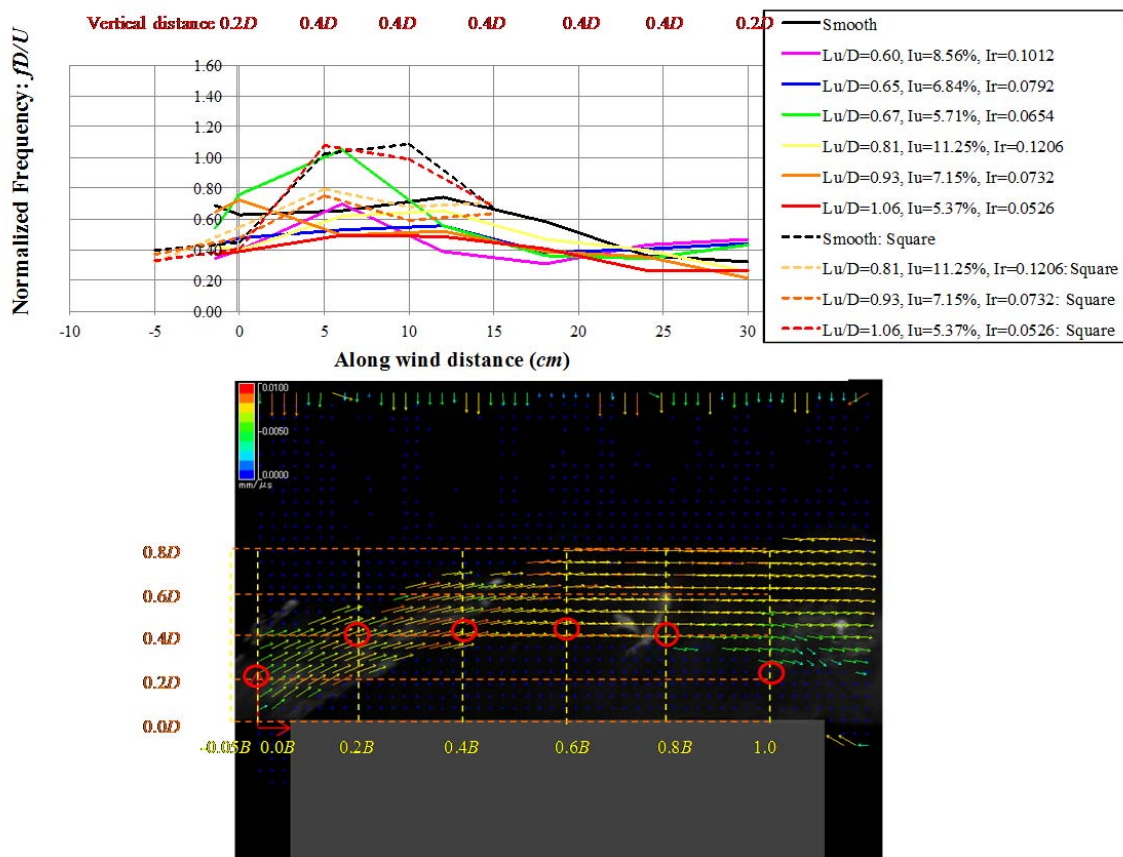 Vertical distance 0.2D 0.4D 0.4D 0.4D 0.4D 0.4D 0.2D
Normalized Frequency: fD/U
1.60
1.40
1.20
1.00
0.80
0.60
0.40
0.20
0.00
-10 -5 0 5 10 15 20 25 30
Along wind distance (cm)
Smooth
Lu/D=0.60, Iu=8.56%, Ir=0.1012
Lu/D=0.65, Iu=6.84%, Ir=0.0792
Lu/D=0.67, Iu=5.71%, Ir=0.0654
Lu/D=0.81, Iu=11.25%, Ir=0.1206
Lu/D=0.93, Iu=7.15%, Ir=0.0732
Lu/D=1.06, Iu=5.37%, Ir=0.0526
Smooth: Square
Lu/D=0.81, Iu=11.25%, Ir=0.1206: Square
Lu/D=0.93, Iu=7.15%, Ir=0.0732: Square
Lu/D=1.06, Iu=5.37%, Ir=0.0526: Square
0.0100
0.0050
0.0000
mm/μs
0.8D
0.6D
0.4D
0.2D
0.0D
-0.05B 0.0B 0.2B 0.4B 0.6B 0.8B 1.0